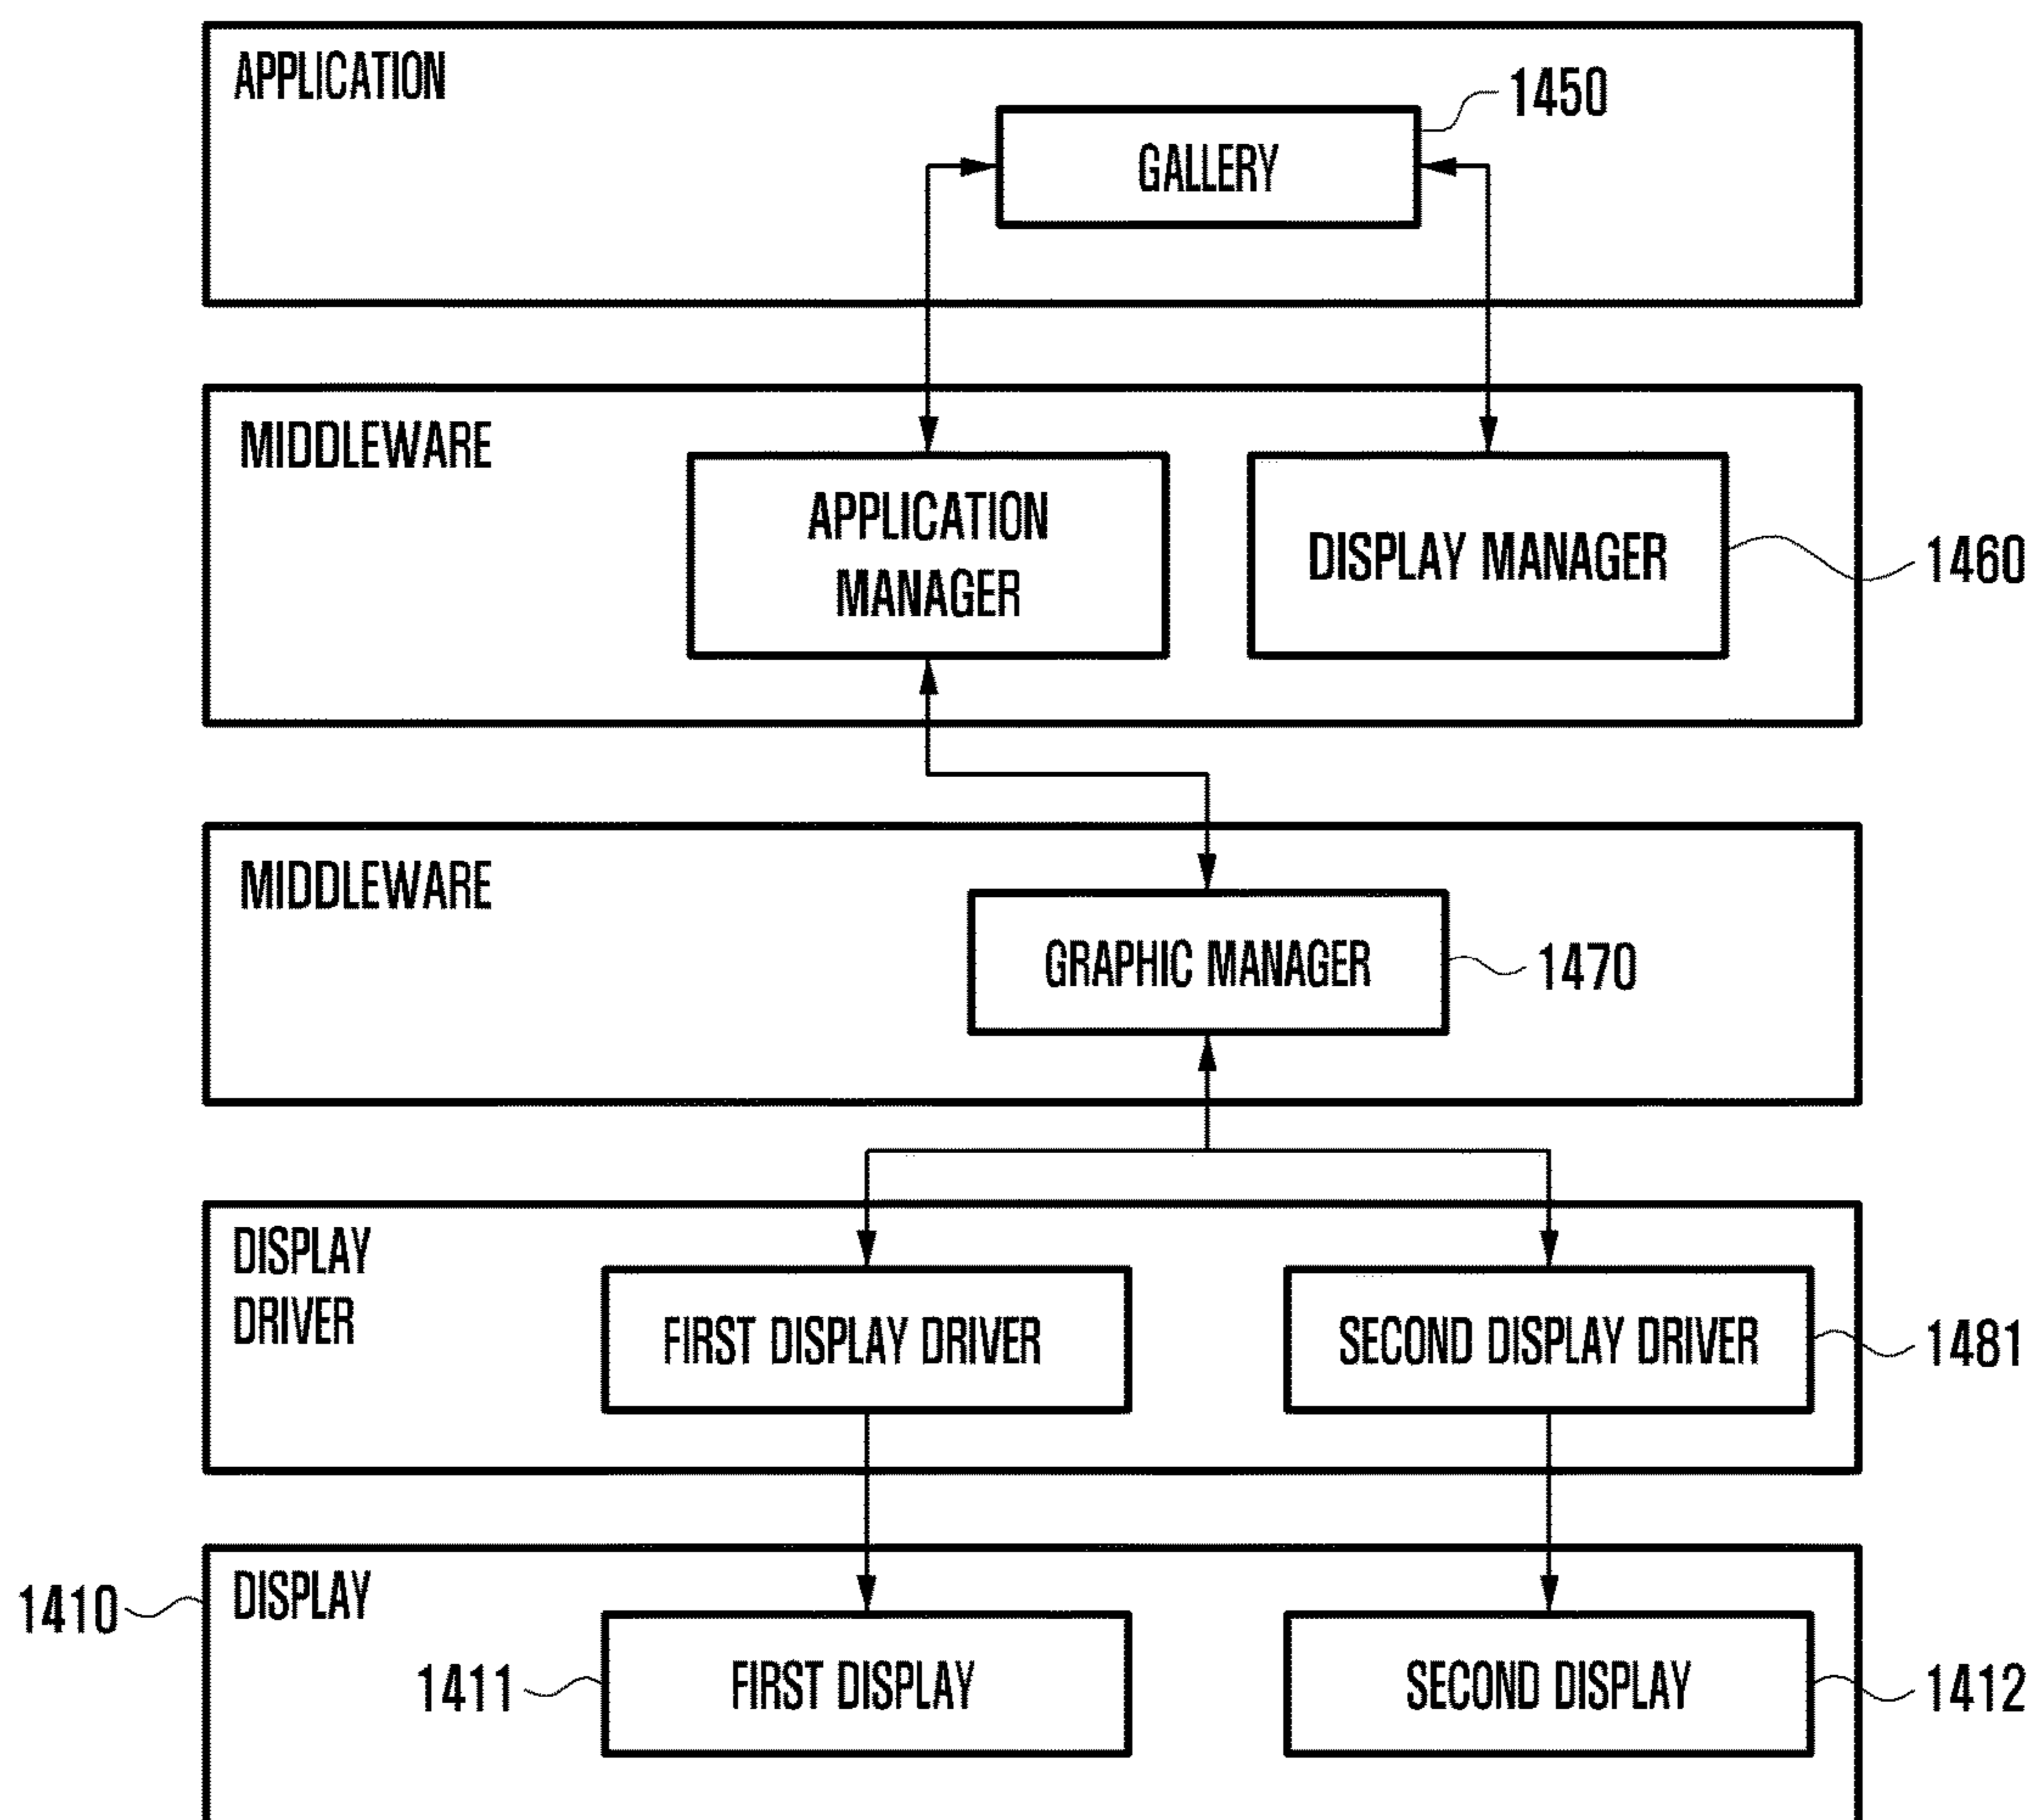 APPLICATION
1450
GALLERY
MIDDLEWARE
APPLICATION
MANAGER
DISPLAY MANAGER
1460
MIDDLEWARE
GRAPHIC MANAGER
1470
DISPLAY
DRIVER
FIRST DISPLAY DRIVER
SECOND DISPLAY DRIVER
1481
1410
DISPLAY
1411
FIRST DISPLAY
SECOND DISPLAY
1412